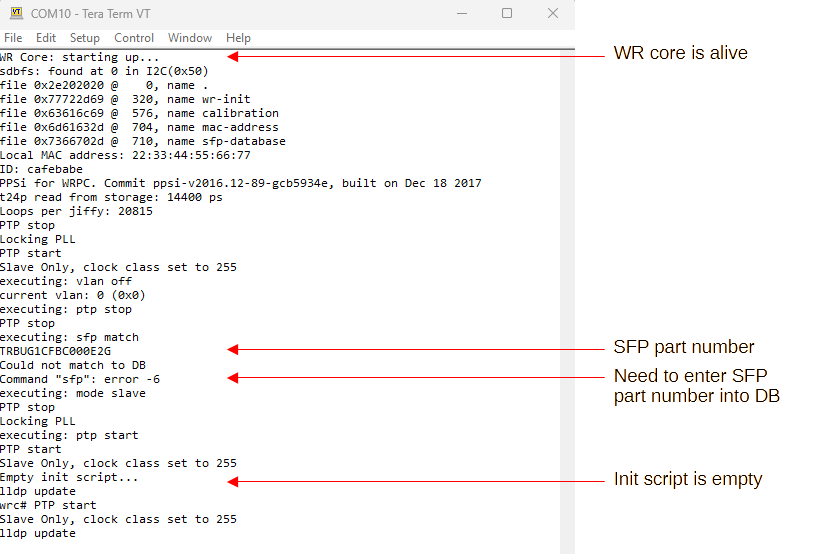 COM10 - Tera Term VT
File Edit Setup Control Window Help
WR Core: starting up...
WR core is alive
sdbfs: found at 0 in I2C(0x50)
file 0x2e202020 @    0, name .
file 0x77722d69 @  320, name wr-init
file 0x63616c69 @  576, name calibration
file 0x6d61632d @  704, name mac-address
file 0x7366702d @  710, name sfp-database
Local MAC address: 22:33:44:55:66:77
ID: cafebabe
PPSi for WRPC. Commit ppsi-v2016.12-89-gcb5934e, built on Dec 18 2017
t24p read from storage: 14400 ps
Loops per jiffy: 20815
PTP stop
Locking PLL
PTP start
Slave Only, clock class set to 255
executing: vlan off
current vlan: 0 (0x0)
executing: ptp stop
PTP stop
executing: sfp match
TRBUG1CFBC000E2G
SFP part number
Could not match to DB
Command "sfp": error -6
Need to enter SFP
part number into DB
executing: mode slave
PTP stop
Locking PLL
executing: ptp start
PTP start
Slave Only, clock class set to 255
Empty init script...
Init script is empty
lldp update
wrc# PTP start
Slave Only, clock class set to 255
lldp update